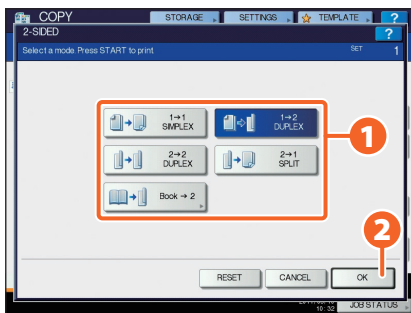 COPY
STORAGE
SETTINGS
TEMPLATE
?
2-SIDED
?
Select a mode. Press START to print
SET
1
1→1
SIMPLEX
1→2
DUPLEX
1
2→2
DUPLEX
2→1
SPLIT
Book → 2
2
RESET
CANCEL
OK
10:32
JOB STATUS